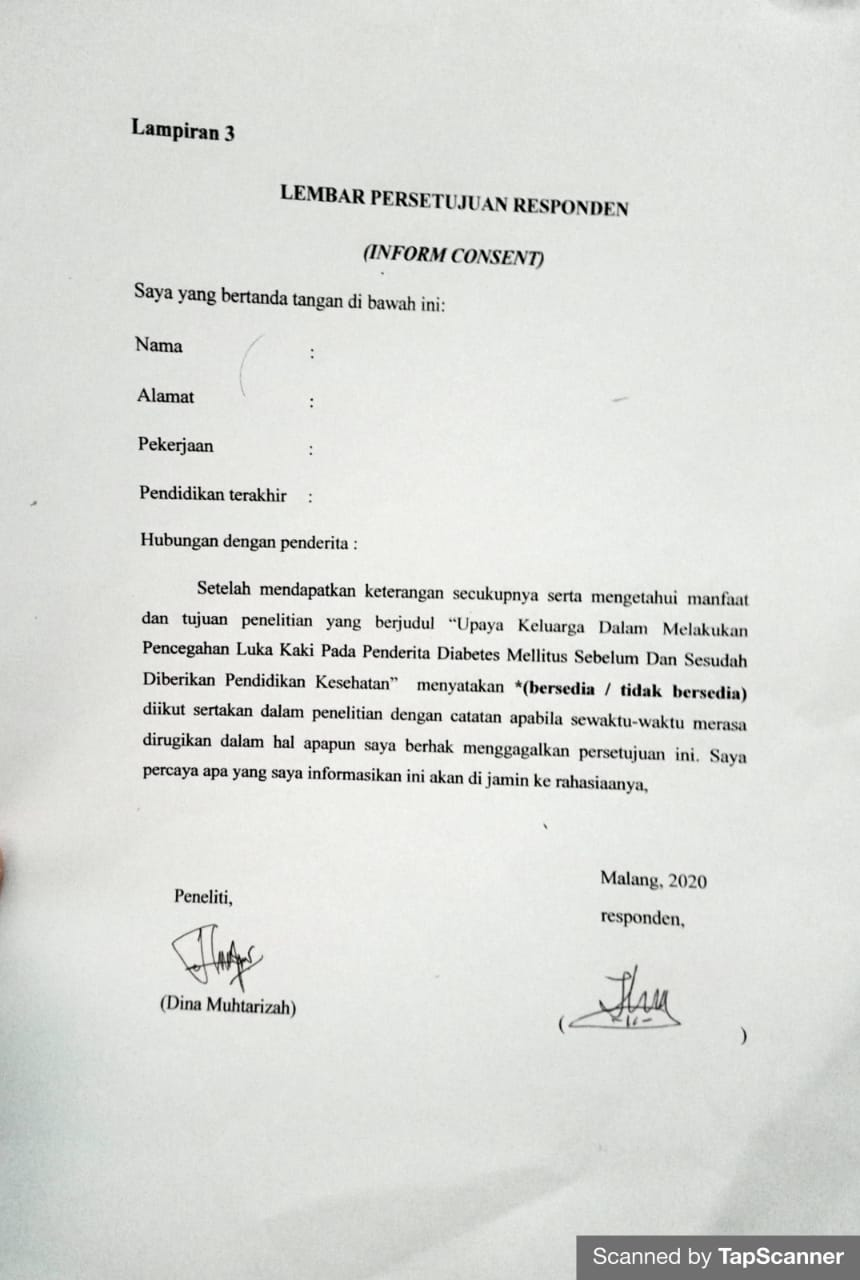 Lampiran 3
LEMBAR PERSETUJUAN RESPONDEN
(INFORM CONSENT)
Saya yang bertanda tangan di bawah ini:
Nama :
Alamat :
Pekerjaan :
Pendidikan terakhir :
Hubungan dengan penderita :
Setelah mendapatkan keterangan secukupnya serta mengetahui manfaat
dan tujuan penelitian yang berjudul “Upaya Keluarga Dalam Melakukan
Pencegahan Luka Kaki Pada Penderita Diabetes Mellitus Sebelum Dan Sesudah
Diberikan Pendidikan Kesehatan” menyatakan *(bersedia / tidak bersedia)
diikut sertakan dalam penelitian dengan catatan apabila sewaktu-waktu merasa
dirugikan dalam hal apapun saya berhak menggagalkan persetujuan ini. Saya
percaya apa yang saya informasikan ini akan di jamin ke rahasiaanya,
Malang, 2020
Peneliti,
responden,
(Dina Muhtarizah)
( )
Scanned by TapScanner